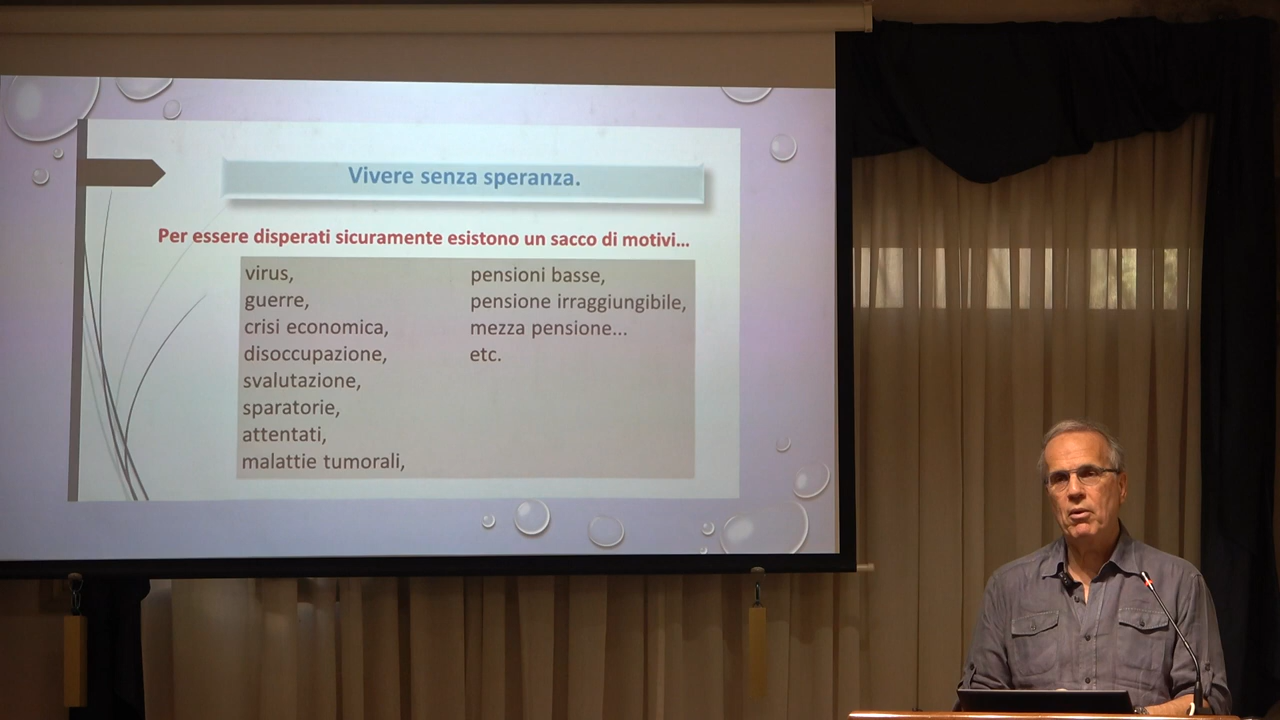 Vivere senza speranza.
Per essere disperati sicuramente esistono un sacco di motivi...
virus,
guerre,
crisi economica,
disoccupazione,
svalutazione,
sparatorie,
attentati,
malattie tumorali,
pensioni basse,
pensione irraggiungibile,
mezza pensione...
etc.